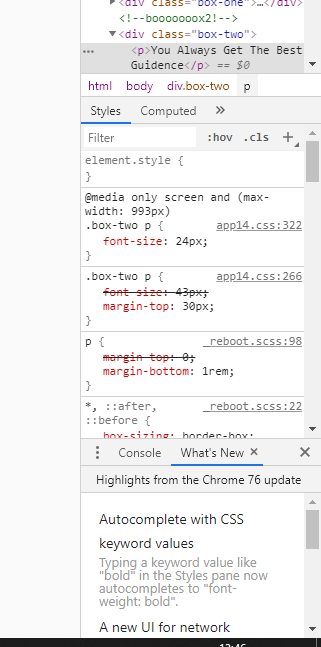 <div class="box-one">…</div>
<!--booooooox2!-->
<div class="box-two">
<p>You Always Get The Best
Guidence</p> == $0
html body div.box-two p
Styles Computed »
Filter :hov .cls +
element.style {
}
@media only screen and (max-
width: 993px)
.box-two p { app14.css:322
font-size: 24px;
}
.box-two p { app14.css:266
font-size: 43px;
margin-top: 30px;
}
p { _reboot.scss:98
margin-top: 0;
margin-bottom: 1rem;
}
*, ::after, _reboot.scss:22
::before {
box-sizing: border-box;
Console What's New ×
Highlights from the Chrome 76 update
Autocomplete with CSS
keyword values
Typing a keyword value like
"bold" in the Styles pane now
autocompletes to "font-
weight: bold".
A new UI for network
12:46